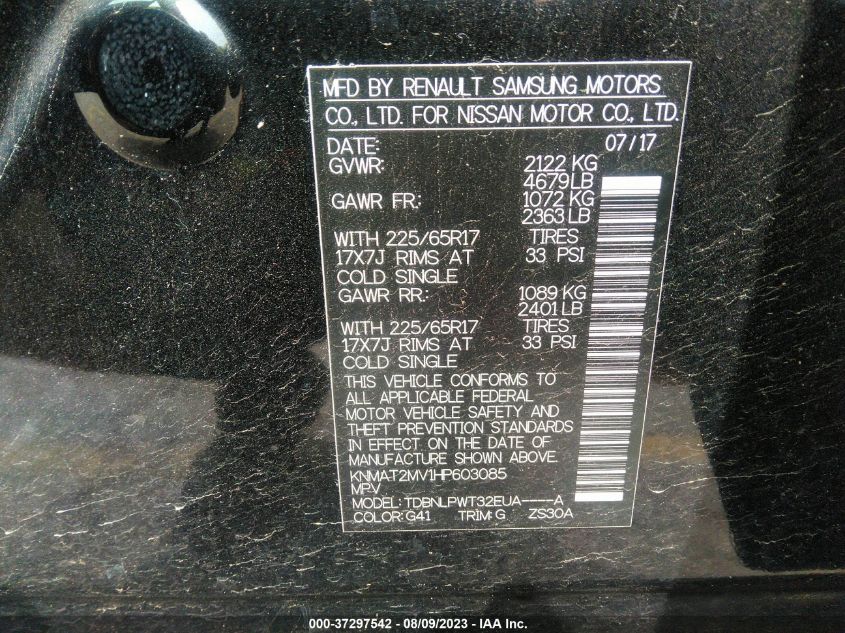 MFD BY RENAULT SAMSUNG MOTORS
CO., LTD. FOR NISSAN MOTOR CO., LTD.
DATE: 07/17
GVWR: 2122 KG
4679LB
GAWR FR: 1072 KG
2363 LB
WITH 225/65R17 TIRES
17X7J RIMS AT 33 PSI
COLD SINGLE
GAWR RR.: 1089 KG
2401LB
WITH 225/65R17 TIRES
17X7J RIMS AT 33 PSI
COLD SINGLE
THIS VEHICLE CONFORMS TO
ALL APPLICABLE FEDERAL
MOTOR VEHICLE SAFETY AND
THEFT PREVENTION STANDARDS
IN EFFECT ON THE DATE OF
MANUFACTURE SHOWN ABOVE.
KNMAT2MV1HP603085
MPV
MODEL: TDBNLPWT32EUA----A
COLOR: G41 TRIM: G ZS30A
000-37297542 - 08/09/2023 - IAA Inc.